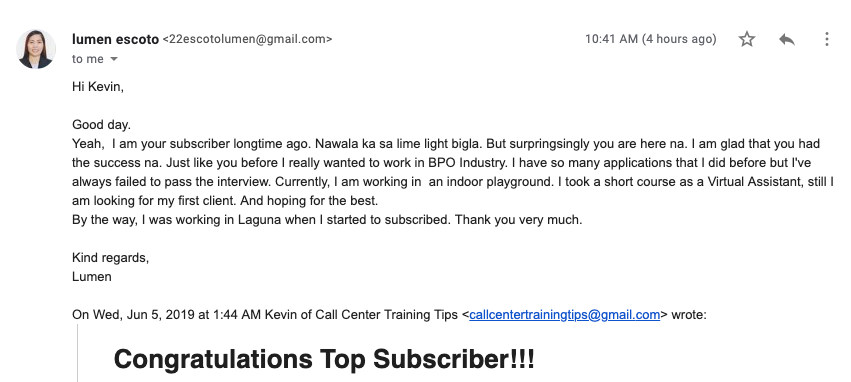 lumen escoto <22escotolumen@gmail.com> 10:41 AM (4 hours ago)
to me
Hi Kevin,
Good day.
Yeah, I am your subscriber longtime ago. Nawala ka sa lime light bigla. But surpringsingly you are here na. I am glad that you had
the success na. Just like you before I really wanted to work in BPO Industry. I have so many applications that I did before but I've
always failed to pass the interview. Currently, I am working in an indoor playground. I took a short course as a Virtual Assistant, still I
am looking for my first client. And hoping for the best.
By the way, I was working in Laguna when I started to subscribed. Thank you very much.
Kind regards,
Lumen
On Wed, Jun 5, 2019 at 1:44 AM Kevin of Call Center Training Tips <callcentertrainingtips@gmail.com> wrote:
Congratulations Top Subscriber!!!